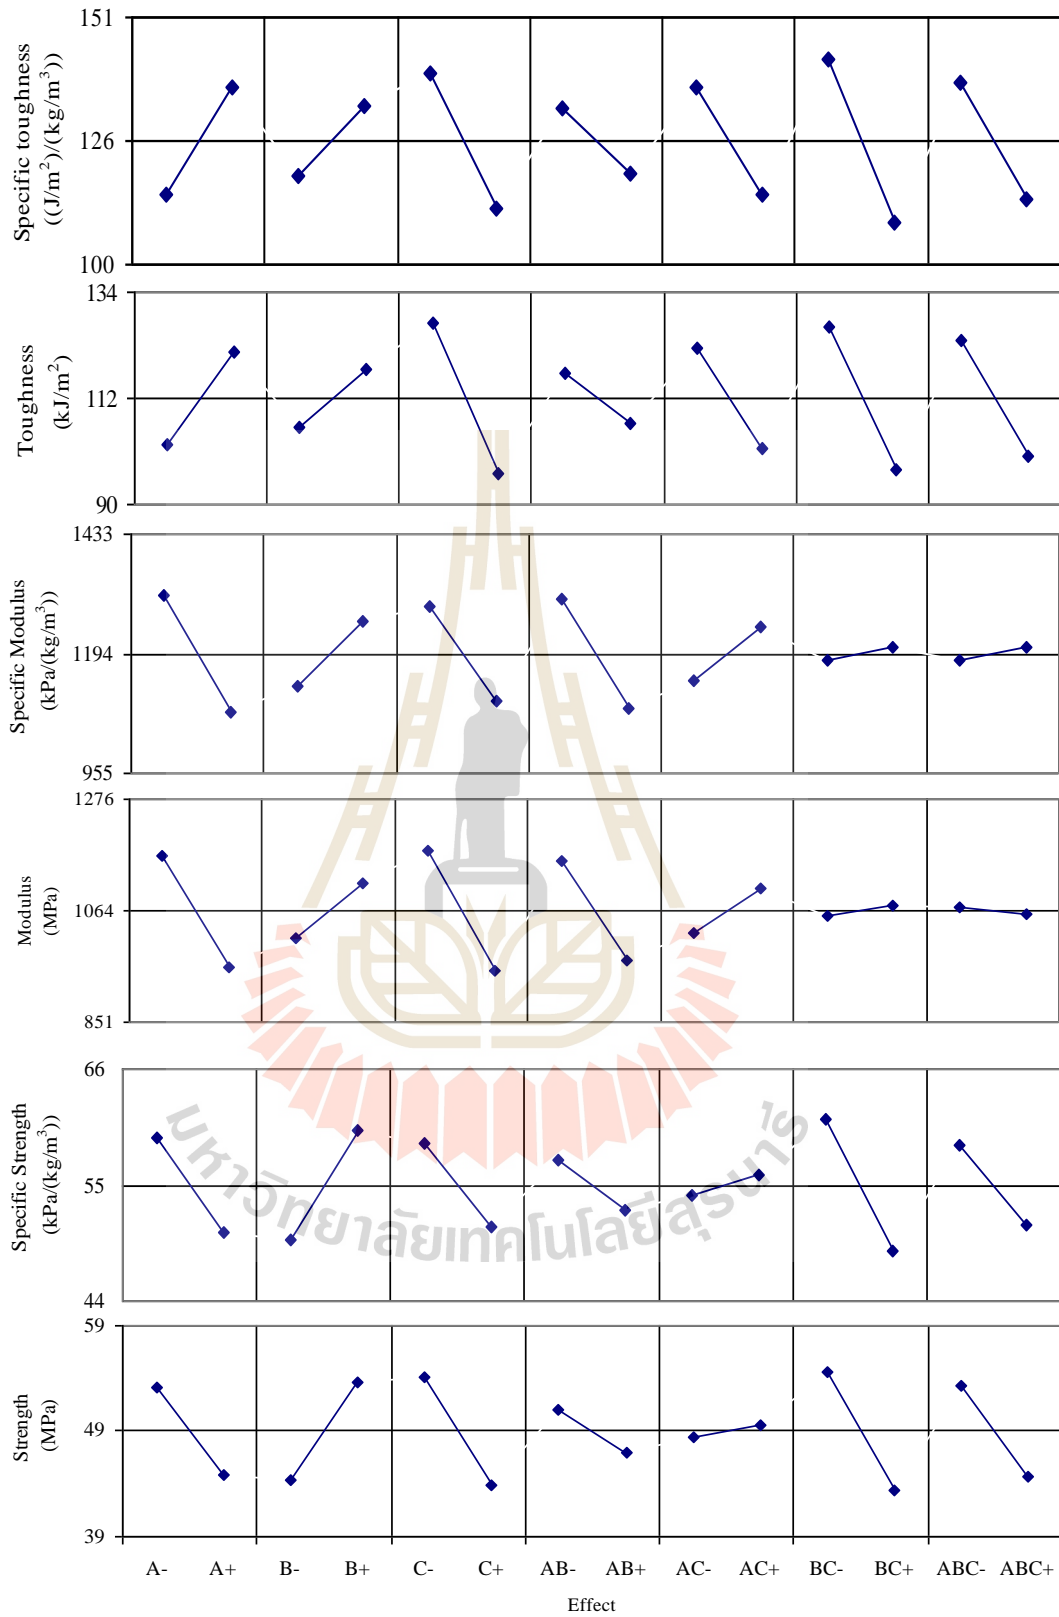 151
Specific toughness
((J/m²)/(kg/m³))
126
100
134
Toughness
(kJ/m²)
112
90
1433
Specific Modulus
(kPa/(kg/m³))
1194
955
1276
Modulus
(MPa)
1064
851
66
Specific Strength
(kPa/(kg/m³))
55
44
มหาวิทยาลัยเทคโนโลยีสุรนารี
59
Strength
(MPa)
49
39
A- A+ B- B+ C- C+ AB- AB+ AC- AC+ BC- BC+ ABC- ABC+
Effect